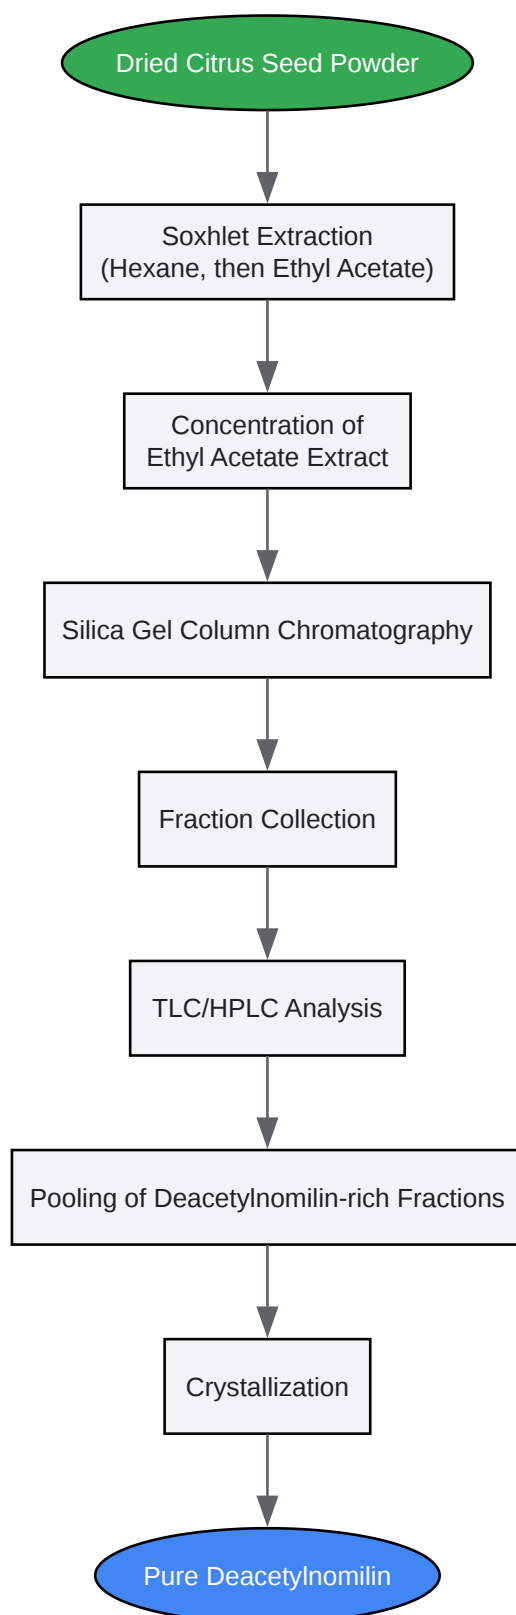 Dried Citrus Seed Powder
Soxhlet Extraction
(Hexane, then Ethyl Acetate)
Concentration of
Ethyl Acetate Extract
Silica Gel Column Chromatography
Fraction Collection
TLC/HPLC Analysis
Pooling of Deacetylnomilin-rich Fractions
Crystallization
Pure Deacetylnomilin